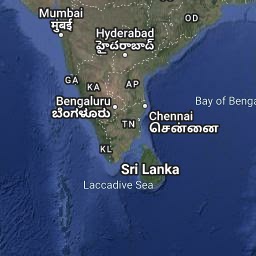 Mumbai
मुंबई
OD
Hyderabad
హైదరాబాద్
GA
KA
AP
Bengaluru
ಬೆಂಗಳೂರು
Bay of Benga
Chennai
சென்னை
TN
KL
Sri Lanka
Laccadive Sea